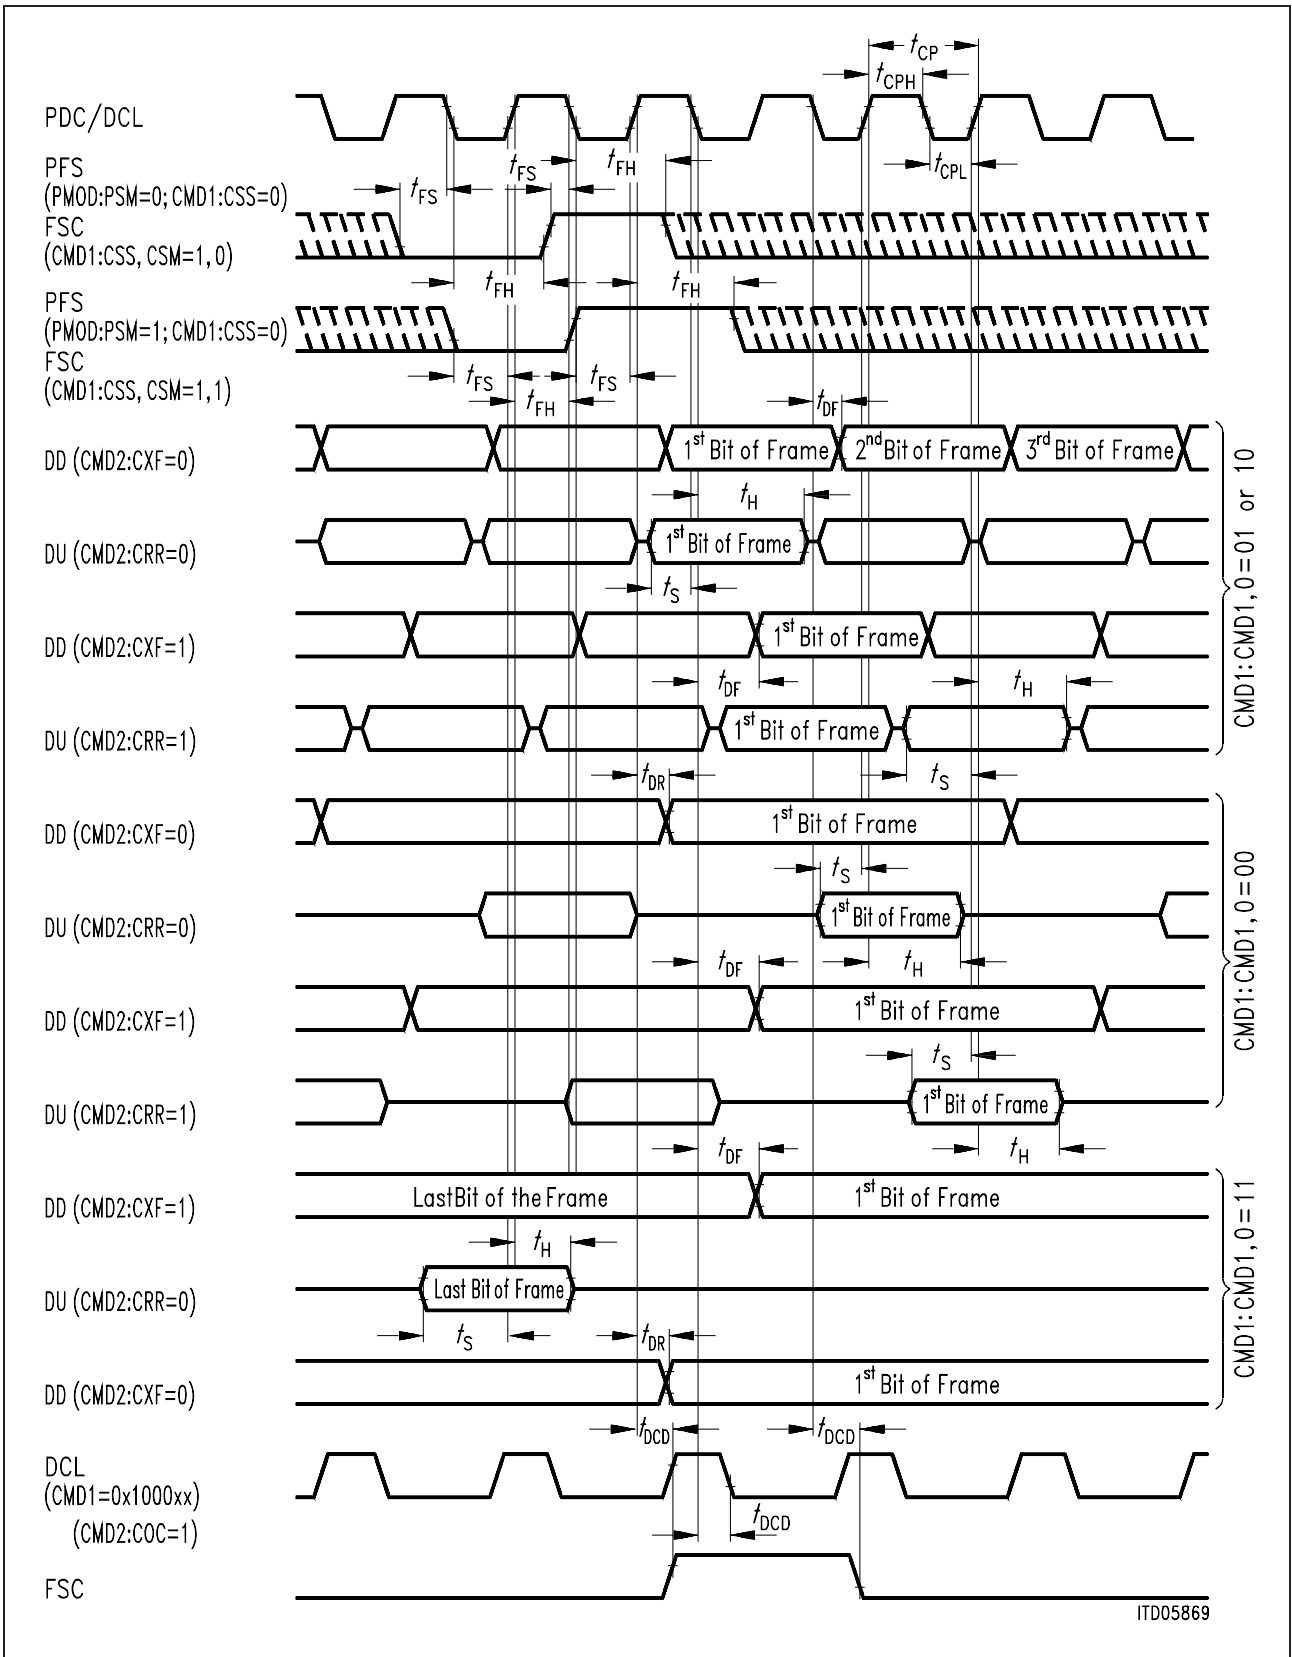 tCP
tCPH
PDC/DCL
tCPL
PFS
(PMOD:PSM=0; CMD1:CSS=0)
tFS tFS tFH
FSC
(CMD1:CSS, CSM=1,0)
tFH tFH
PFS
(PMOD:PSM=1; CMD1:CSS=0)
FSC
(CMD1:CSS, CSM=1,1)
tFS tFS
tFH
tDF
DD (CMD2:CXF=0)
1st Bit of Frame 2nd Bit of Frame 3rd Bit of Frame
tH
DU (CMD2:CRR=0)
1st Bit of Frame
tS
DD (CMD2:CXF=1)
1st Bit of Frame
tDF tH
DU (CMD2:CRR=1)
1st Bit of Frame
CMD1:CMD1,0=01 or 10
tDR tS
DD (CMD2:CXF=0)
1st Bit of Frame
tS
DU (CMD2:CRR=0)
1st Bit of Frame
tDF tH
DD (CMD2:CXF=1)
1st Bit of Frame
tS
DU (CMD2:CRR=1)
1st Bit of Frame
CMD1:CMD1,0=00
tDF tH
DD (CMD2:CXF=1)
Last Bit of the Frame 1st Bit of Frame
tH
DU (CMD2:CRR=0)
Last Bit of Frame
tS tDR
DD (CMD2:CXF=0)
1st Bit of Frame
CMD1:CMD1,0=11
tDCD tDCD
DCL
(CMD1=0x1000xx)
(CMD2:COC=1)
tDCD
FSC
ITD05869